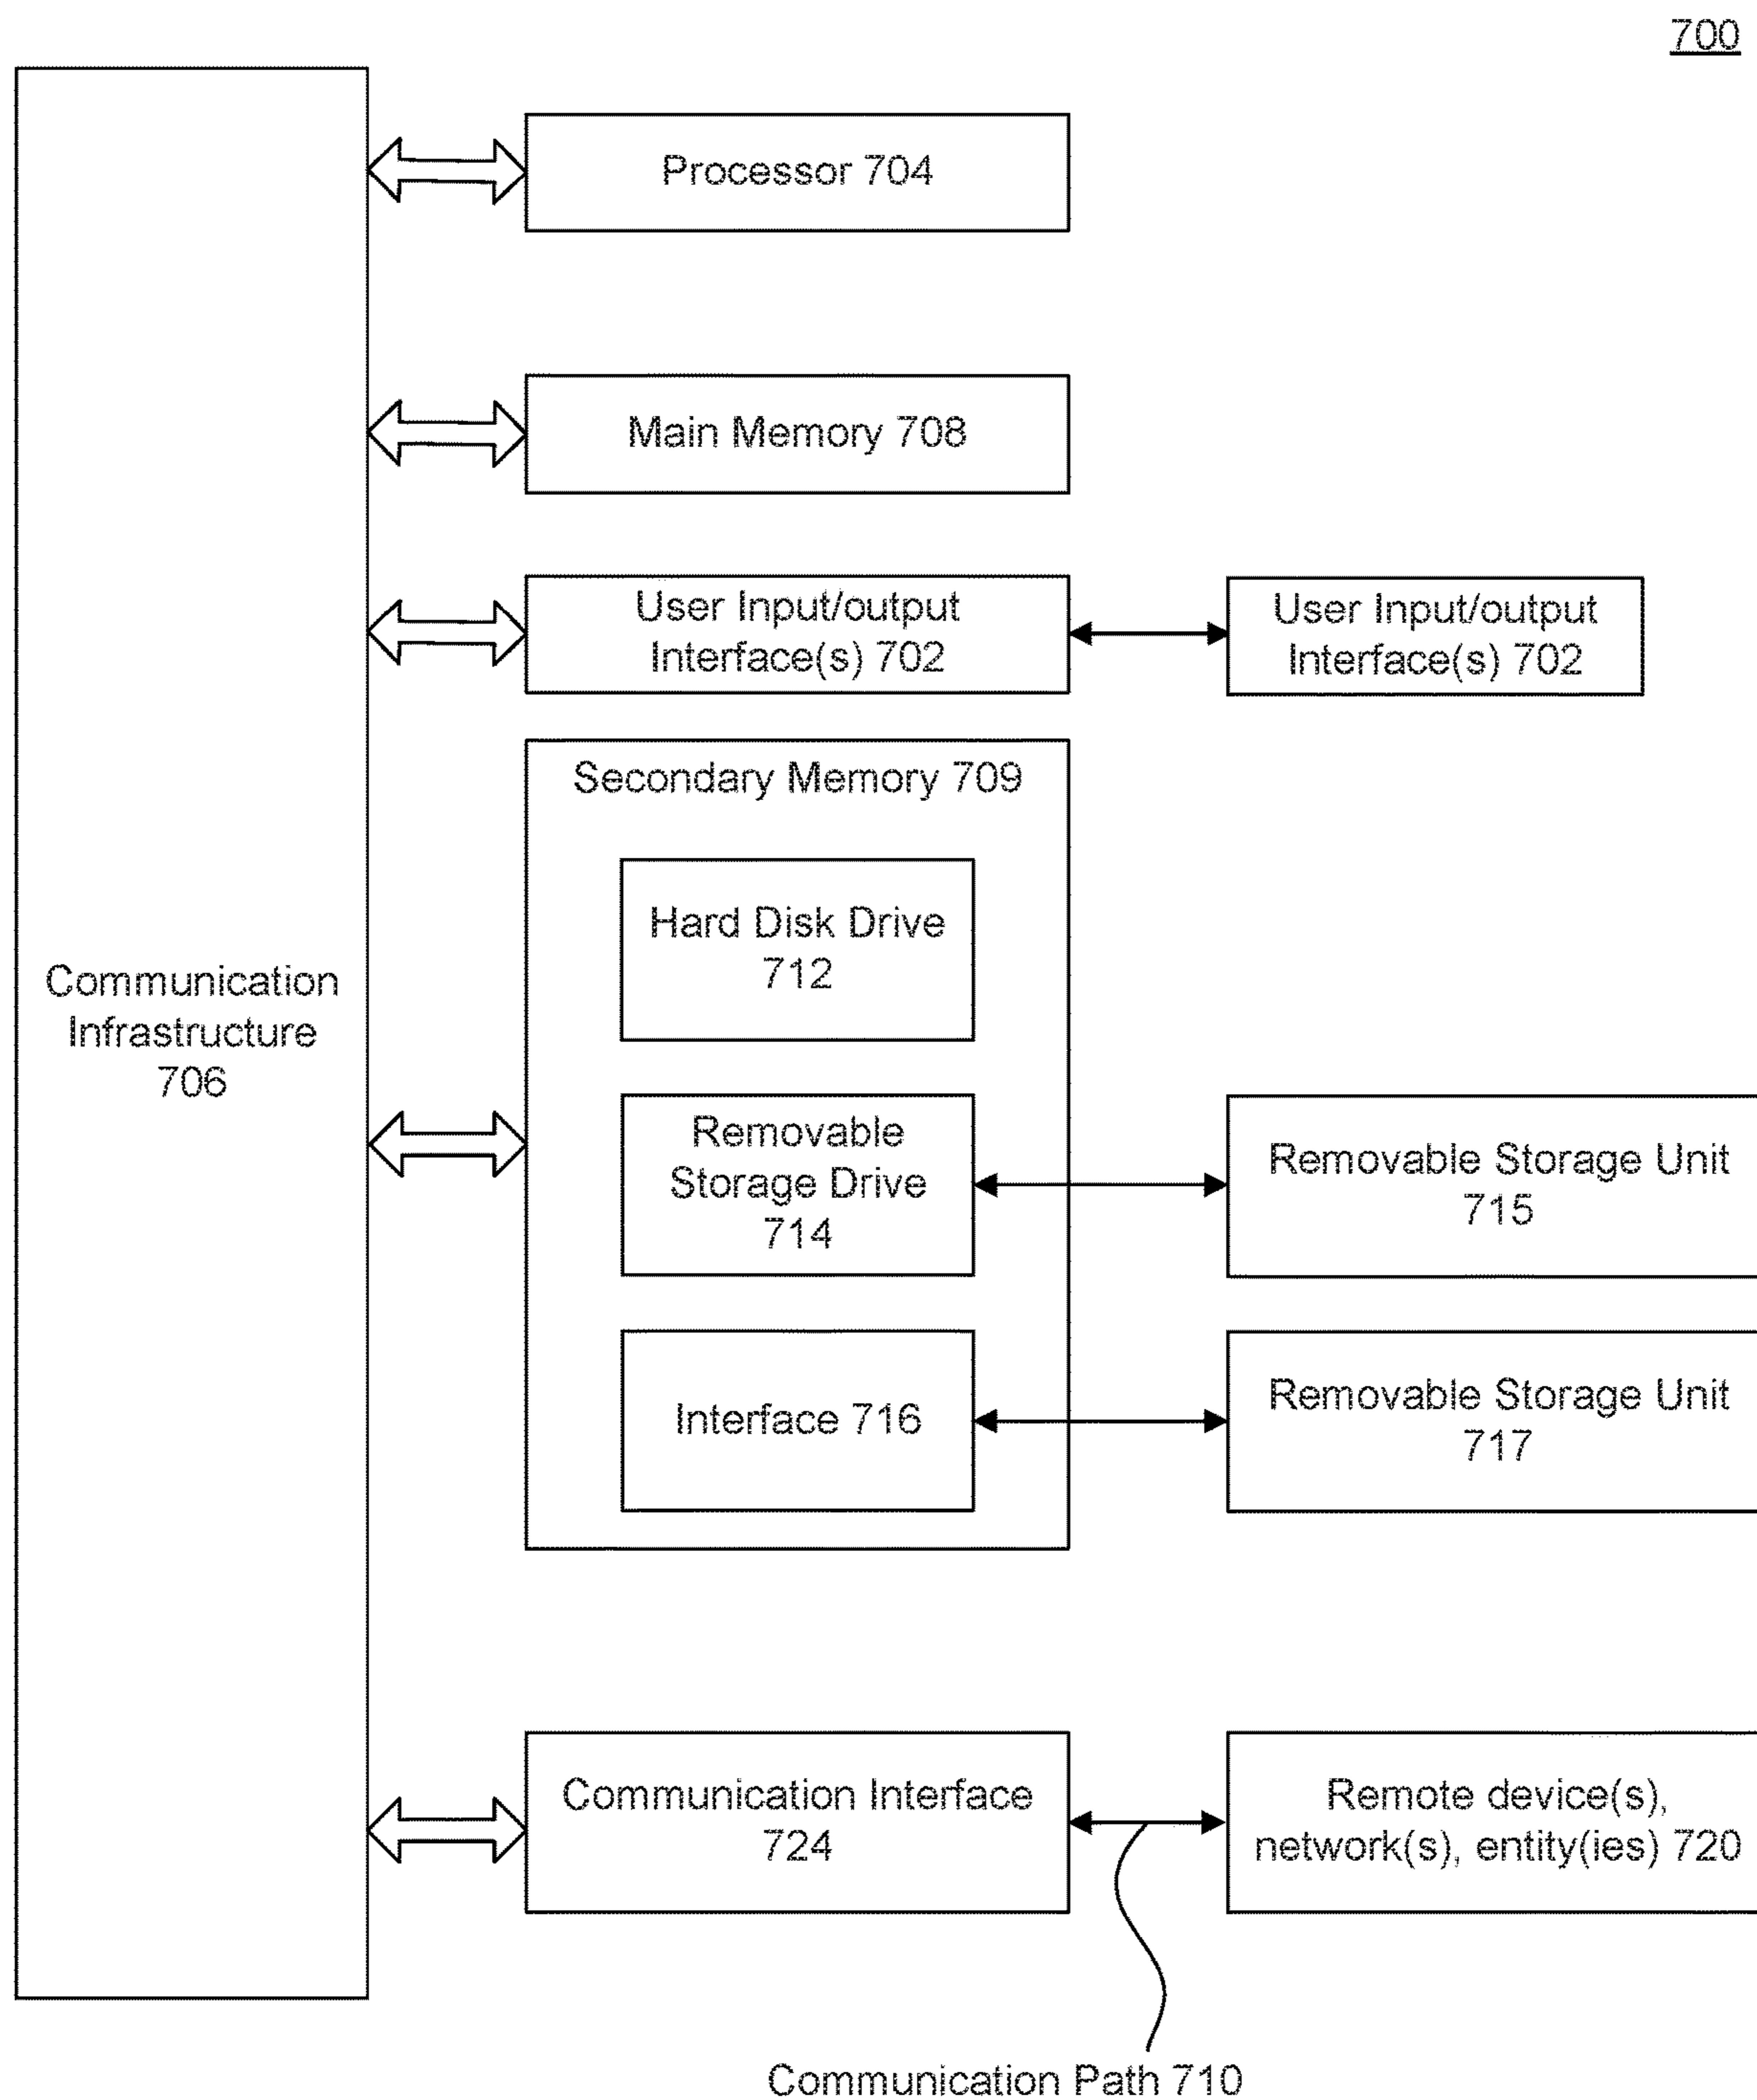 700
Processor 704
Main Memory 708
User Input/output
Interface(s) 702
User Input/output
Interface(s) 702
Secondary Memory 709
Hard Disk Drive
712
Communication
Infrastructure
706
Removable
Storage Drive
714
Removable Storage Unit
715
Interface 716
Removable Storage Unit
717
Communication Interface
724
Remote device(s),
network(s), entity(ies) 720
Communication Path 710